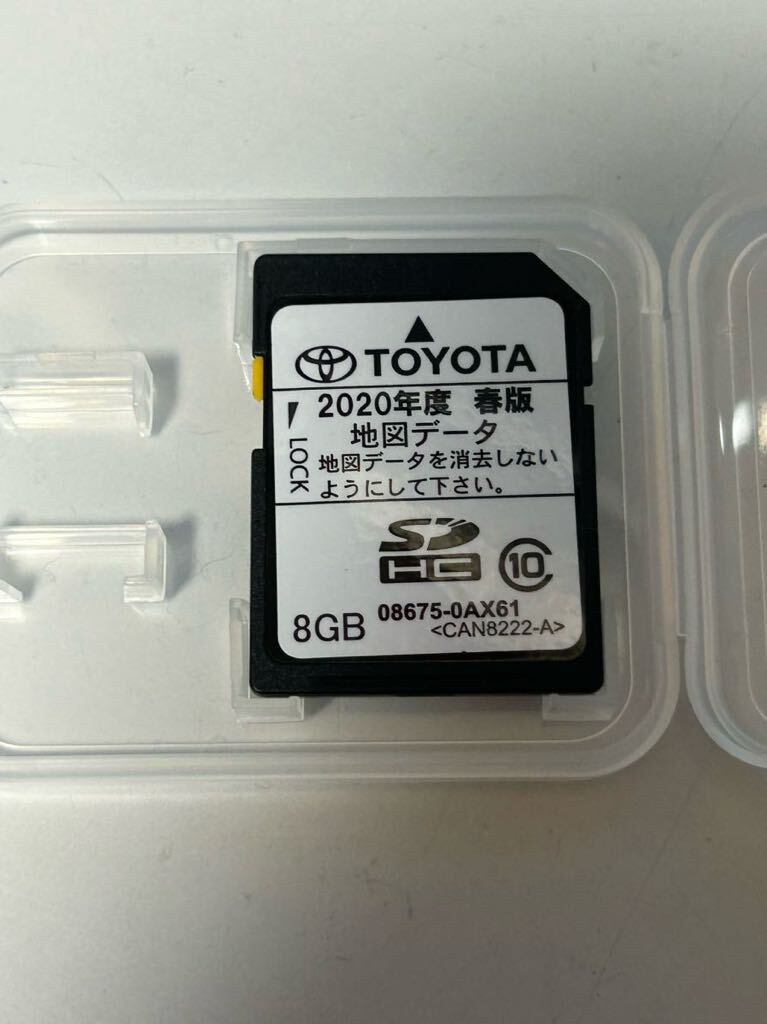 TOYOTA
2020年度 春版
地図データ
LOCK
地図データを消去しない
ようにして下さい。
SD
HC
10
8GB
08675-0AX61
<CAN8222-A>